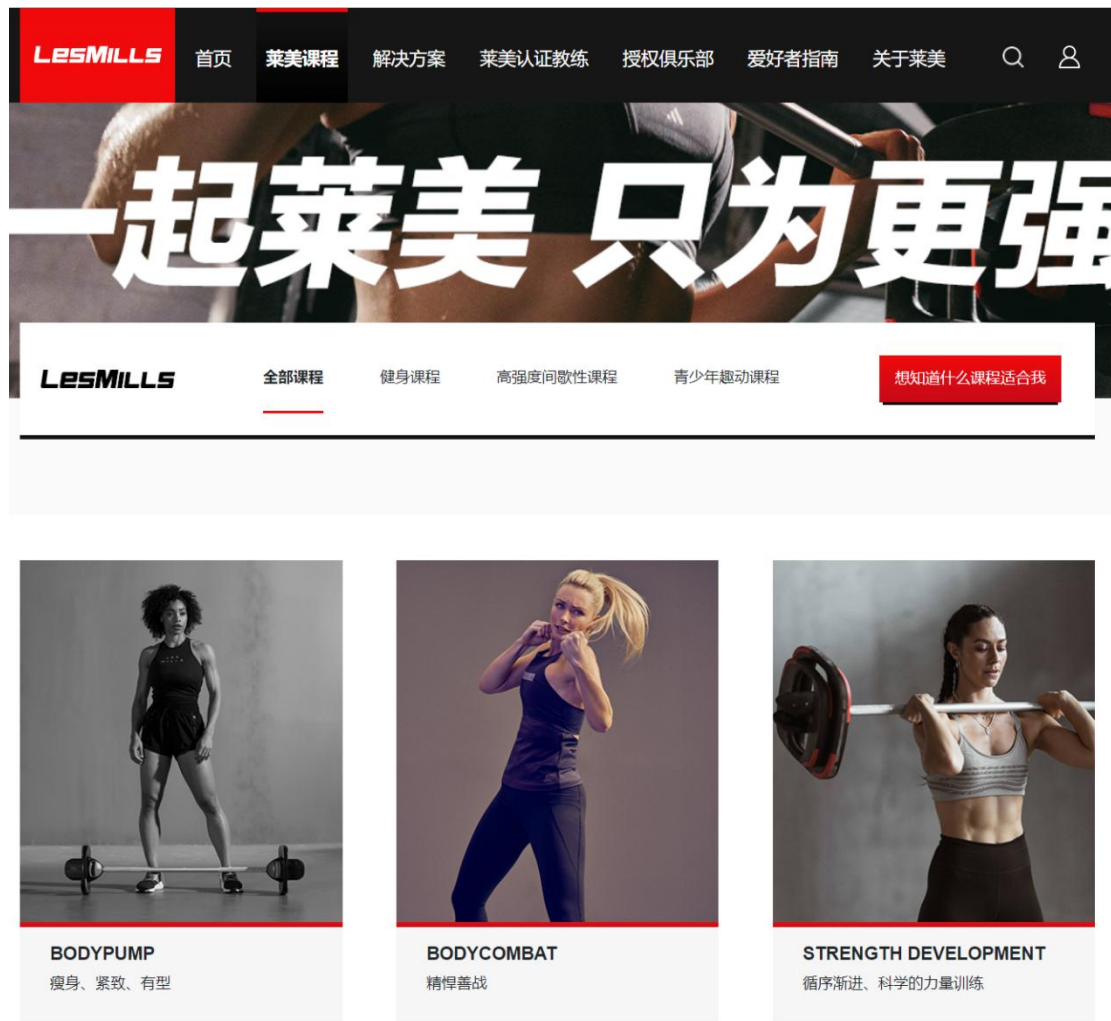 LesMills 首页 莱美课程 解决方案 莱美认证教练 授权俱乐部 爱好者指南 关于莱美
一起莱美 只为更强
LesMills 全部课程 健身课程 高强度间歇性课程 青少年趣动课程 想知道什么课程适合我
BODYPUMP
瘦身、紧致、有型
BODYCOMBAT
精悍善战
STRENGTH DEVELOPMENT
循序渐进、科学的力量训练